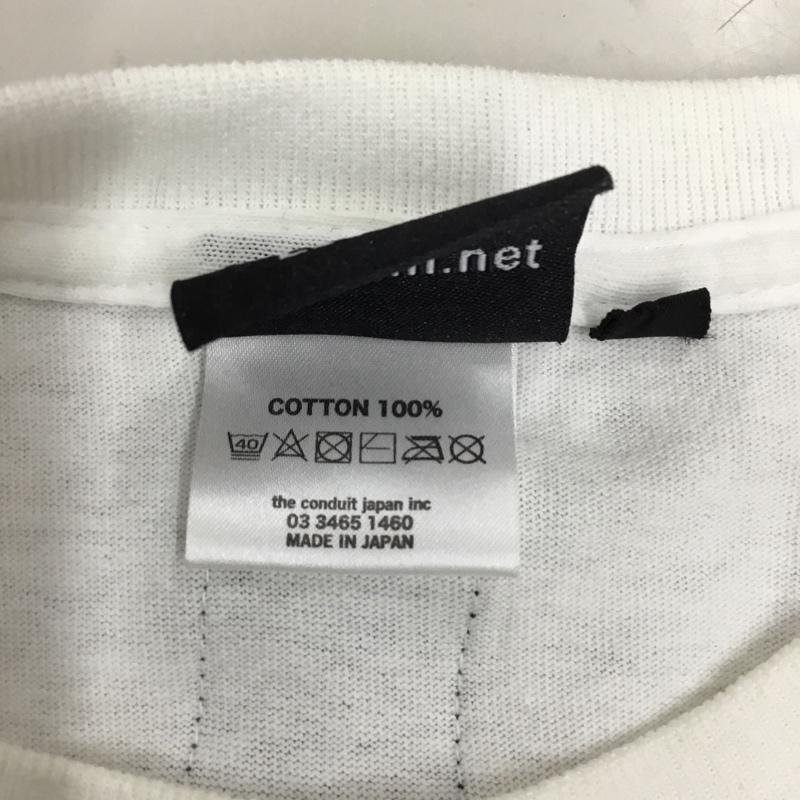 .net
COTTON 100%
40
the conduit japan inc
03 3465 1460
MADE IN JAPAN